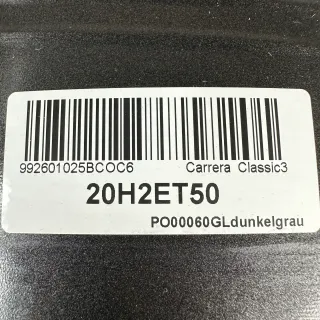 992601025BCOC6 Carrera Classic3
20H2ET50
PO00060GLdunkelgrau